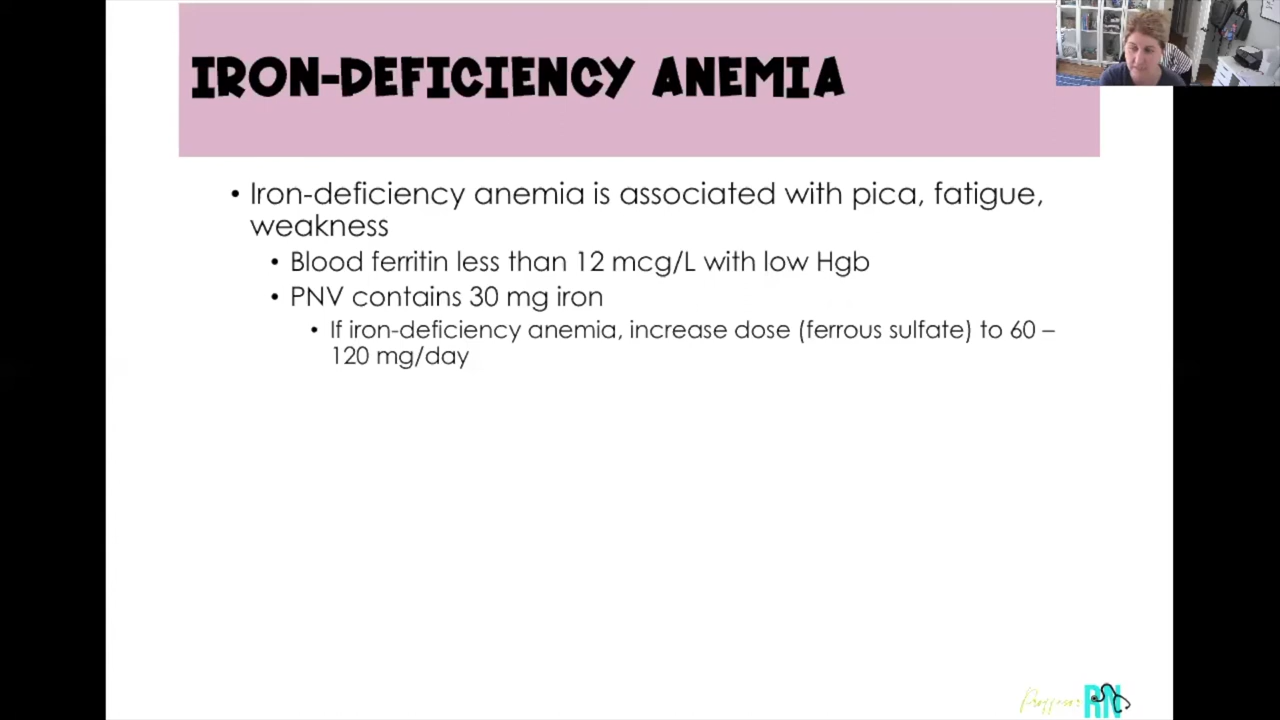 IRON-DEFICIENCY ANEMIA
• Iron-deficiency anemia is associated with pica, fatigue,
weakness
• Blood ferritin less than 12 mcg/L with low Hgb
• PNV contains 30 mg iron
• If iron-deficiency anemia, increase dose (ferrous sulfate) to 60 –
120 mg/day
Professor RN